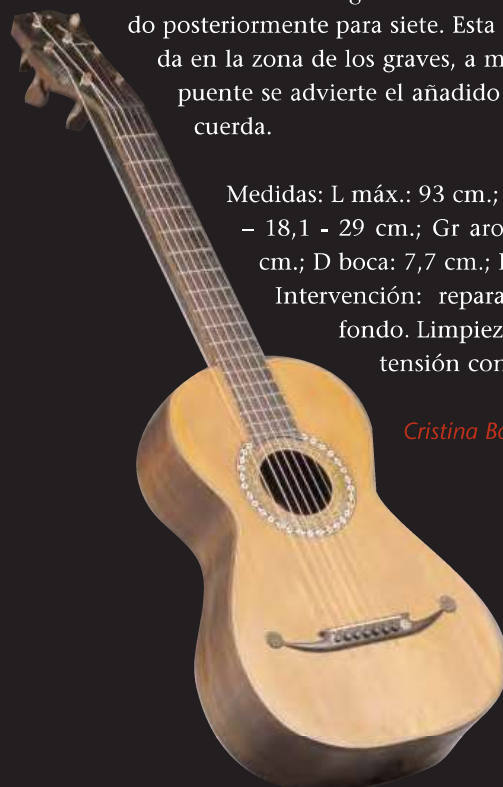 do posteriormente para siete. Esta
da en la zona de los graves, a m
puente se advierte el añadido
cuerda.
Medidas: L máx.: 93 cm.;
– 18,1 - 29 cm.; Gr aro
cm.; D boca: 7,7 cm.;
Intervención: repara
fondo. Limpiez
tensión con
Cristina Bo